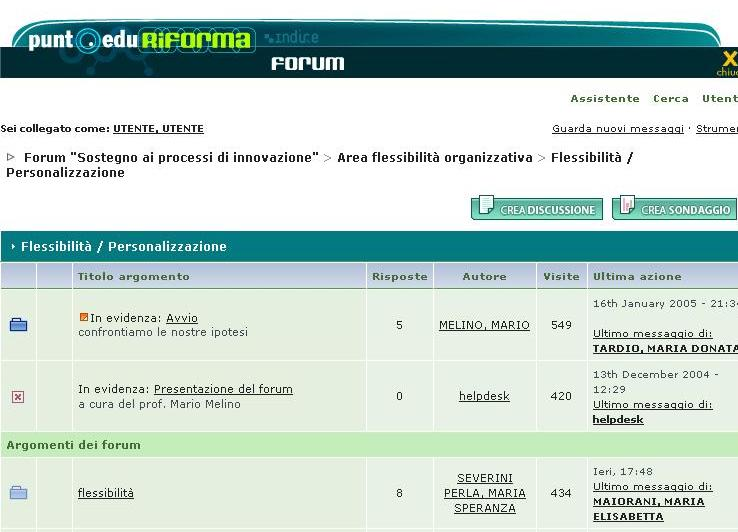 punt edu RiFORMA indice
FORUM
X
Assistente Cerca
Sei collegato come: UTENTE, UTENTE
Guarda nuovi messaggi ·
Forum "Sostegno ai processi di innovazione" > Area flessibilità organizzativa > Flessibilità /
Personalizzazione
CREA DISCUSSIONE CREA SONDAGGIO
Flessibilità / Personalizzazione
Titolo argomento Risposte Autore Visite Ultima azione
In evidenza: Avvio
confrontiamo le nostre ipotesi
5
MELINO, MARIO
549
16th January 2005 -
Ultimo messaggio di:
TARDIO, MARIA DONATA
In evidenza: Presentazione del forum
a cura del prof. Mario Melino
0
helpdesk
420
13th December 2004 -
12:29
Ultimo messaggio di:
helpdesk
Argomenti dei forum
flessibilità
8
SEVERINI
PERLA, MARIA
SPERANZA
434
Ieri, 17:48
Ultimo messaggio di:
MAIORANI, MARIA
ELISABETTA